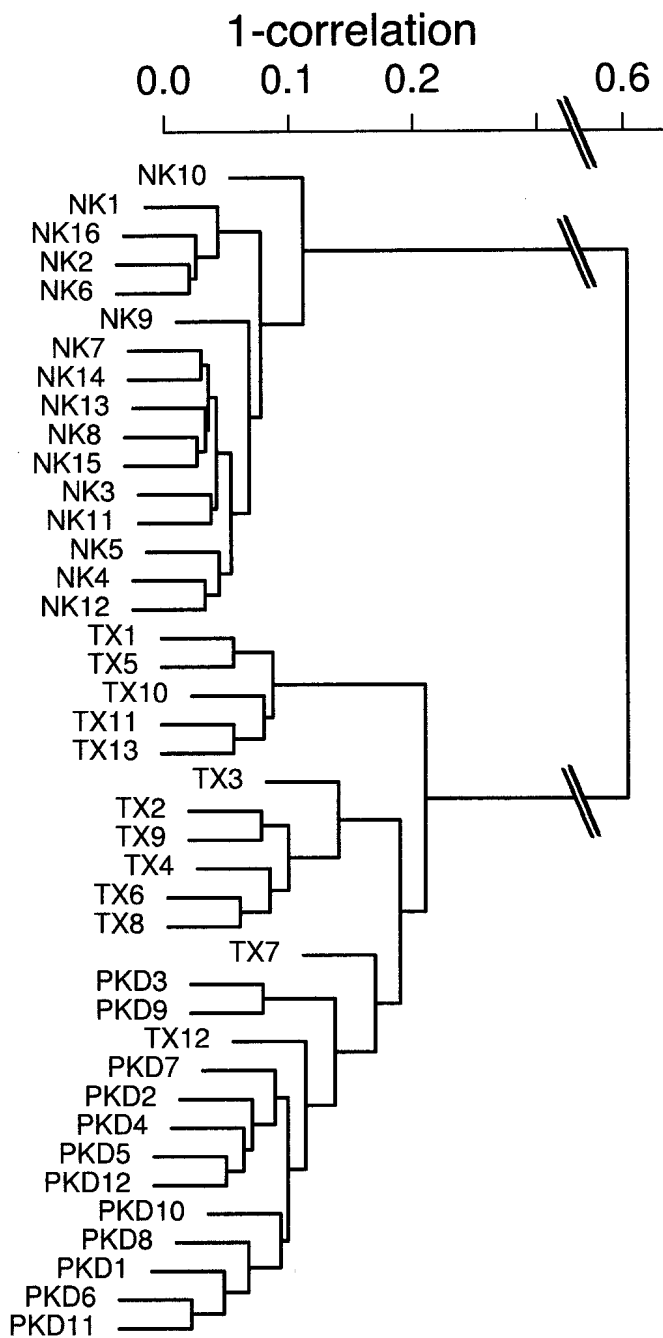 1-correlation
0.0 0.1 0.2 0.6
NK10
NK1
NK16
NK2
NK6
NK9
NK7
NK14
NK13
NK8
NK15
NK3
NK11
NK5
NK4
NK12
TX1
TX5
TX10
TX11
TX13
TX3
TX2
TX9
TX4
TX6
TX8
TX7
PKD3
PKD9
TX12
PKD7
PKD2
PKD4
PKD5
PKD12
PKD10
PKD8
PKD1
PKD6
PKD11